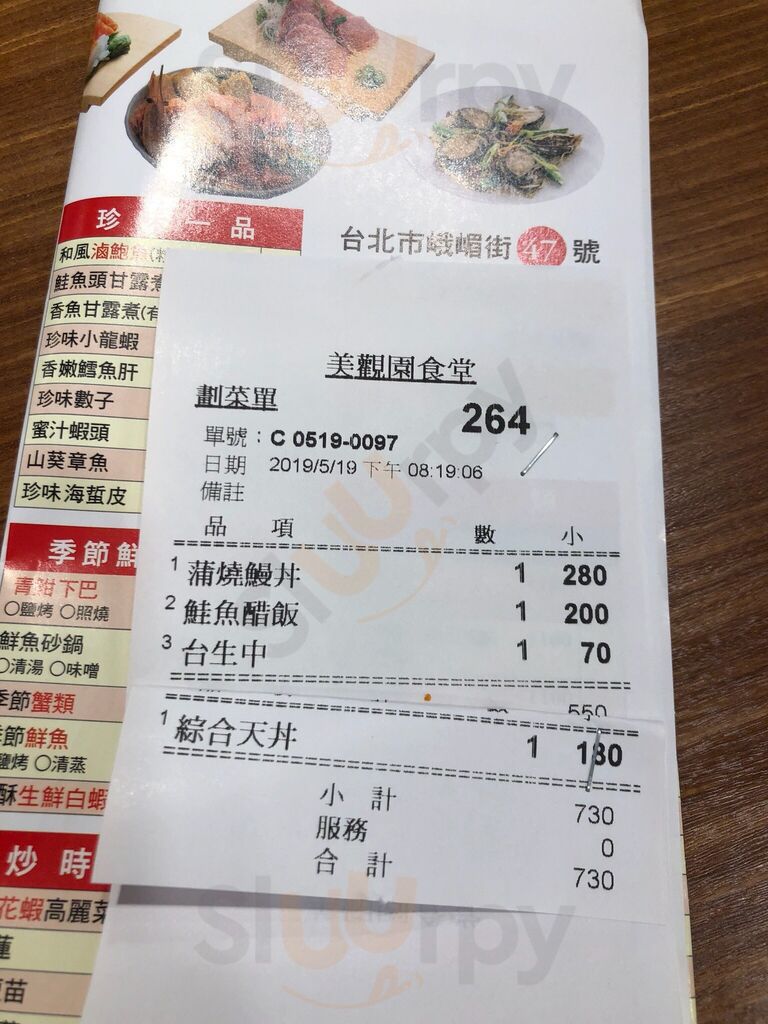 珍 一品
台北市峨嵋街47號
和風滷鮑魚
鮭魚頭甘露煮
香魚甘露煮(有
珍味小龍蝦
香嫩鱈魚肝
珍味數子
蜜汁蝦頭
山葵章魚
珍味海蜇皮
季節鮮
青甘下巴
○鹽烤 ○照燒
鮮魚砂鍋
○清湯 ○味噌
季節蟹類
節鮮魚
鹽烤 ○清蒸
酥生鮮白蝦
炒時
花蝦高麗菜
苗
美觀園食堂
劃菜單
264
單號：C 0519-0097
日期 2019/5/19 下午 08:19:06
備註
品 項 數 小
1 蒲燒鰻丼 1 280
2 鮭魚醋飯 1 200
3 台生中 1 70
550
1 綜合天丼 1 180
小 計 730
服務 0
合 計 730
Sluurpy
Sluurpy
Sluurpy